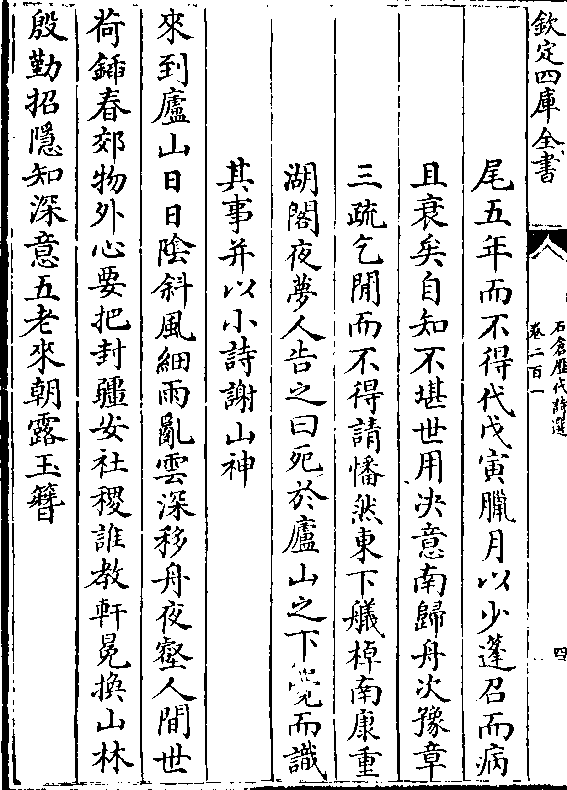 欽定四庫全書
石倉歷代詩選
卷二百一
四
尾五年而不得代戊寅臘月以少蓬召而病
且衰矣自知不堪世用決意南歸舟次豫章
三疏乞閒而不得請幡然東下艤棹南康重
湖閣夜夢人告之曰死於廬山之下覺而識
其事并以小詩謝山神
來到廬山日日陰斜風細雨亂雲深移舟夜壑人間世
荷鍤春郊物外心要把封疆安社稷誰教軒冕換山林
殷勤招隠知深意五老來朝露玉簪